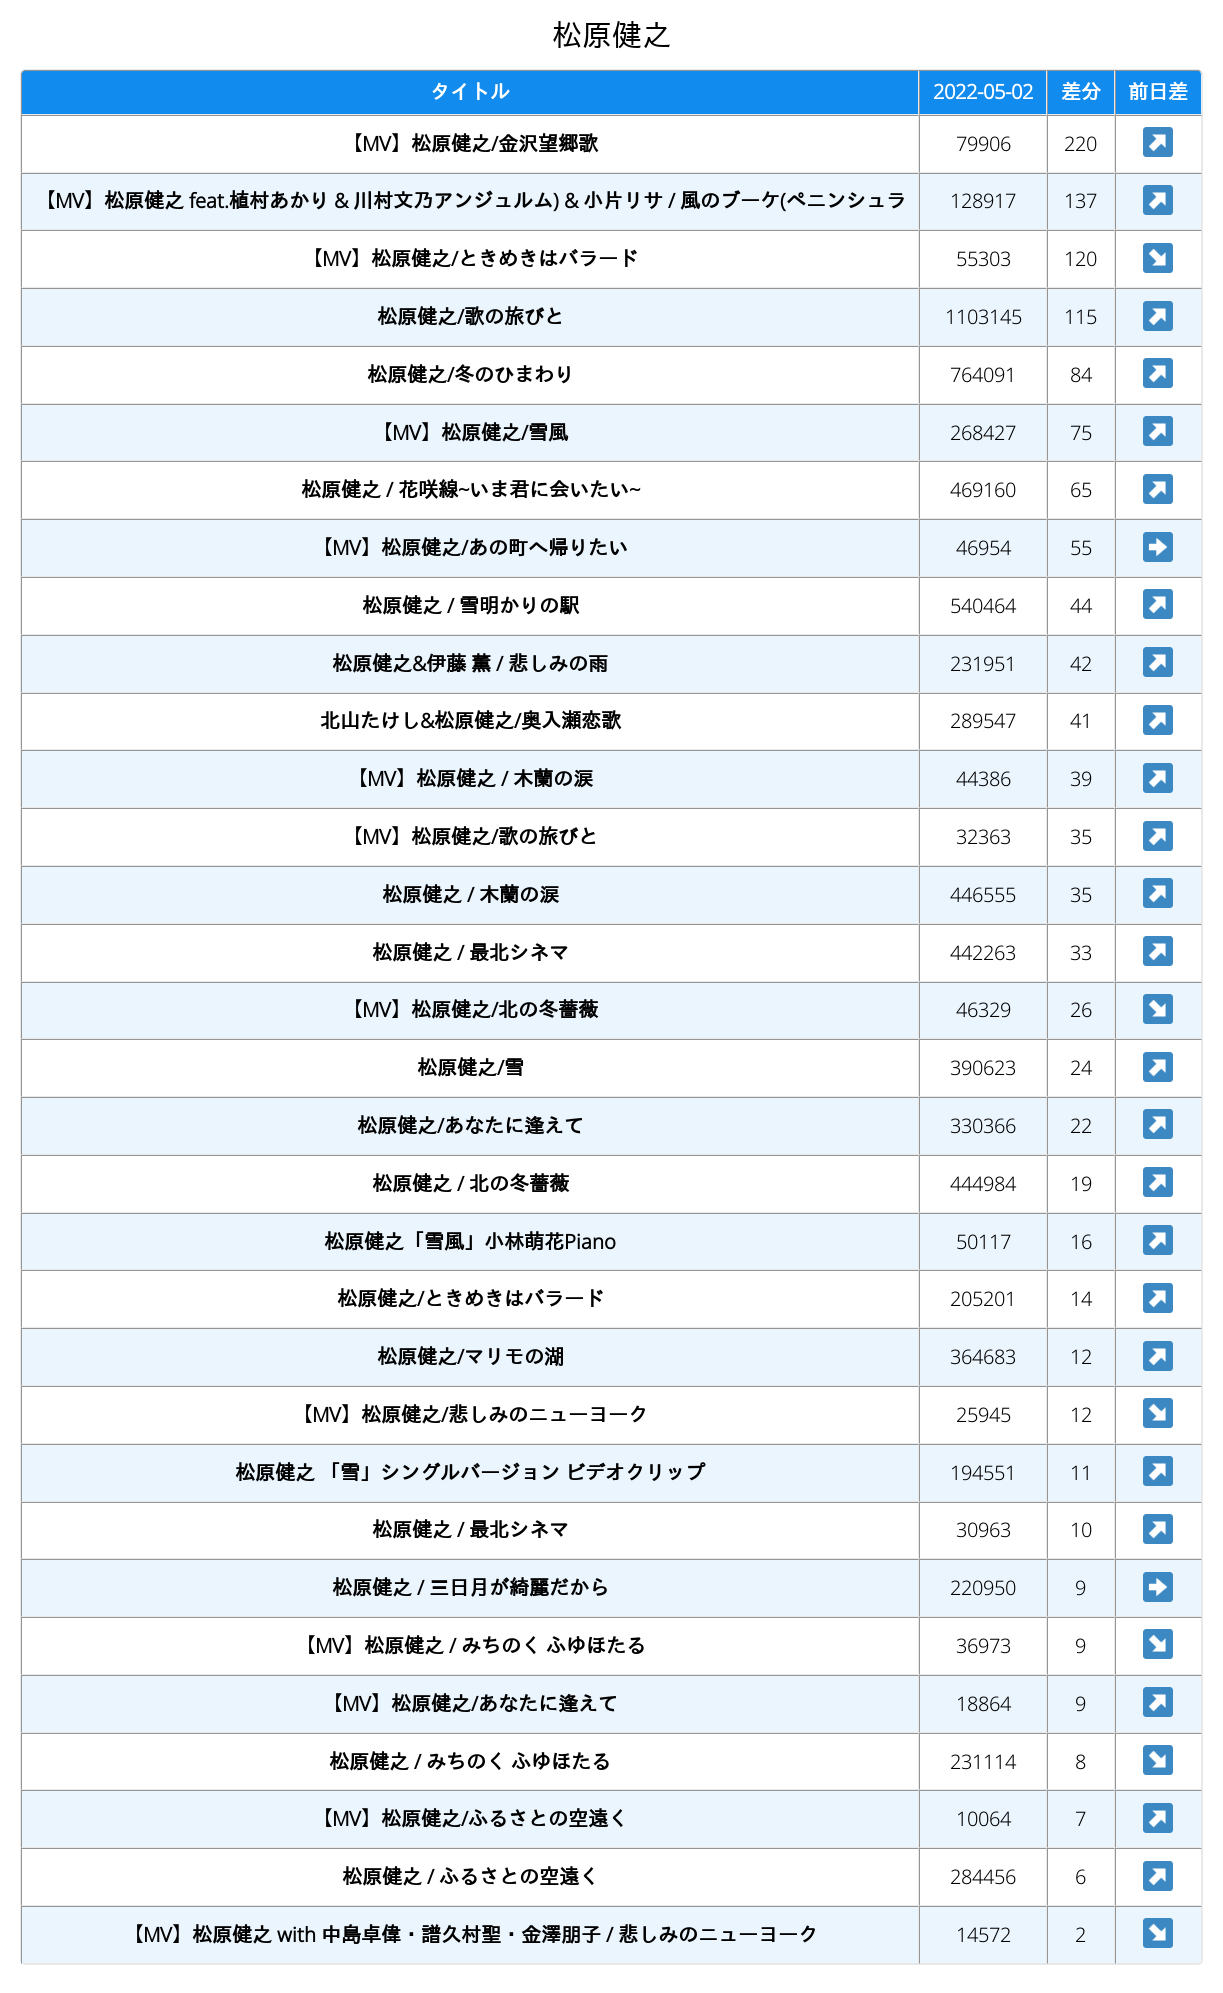 松原健之
タイトル 2022-05-02 差分 前日差
【MV】松原健之/金沢望郷歌 79906 220 ↗
【MV】松原健之 feat.植村あかり & 川村文乃アンジュルム) & 小片リサ / 風のブーケ(ペニンシュラ 128917 137 ↗
【MV】松原健之/ときめきはバラード 55303 120 ↘
松原健之/歌の旅びと 1103145 115 ↗
松原健之/冬のひまわり 764091 84 ↗
【MV】松原健之/雪風 268427 75 ↗
松原健之 / 花咲線~いま君に会いたい~ 469160 65 ↗
【MV】松原健之/あの町へ帰りたい 46954 55 ➡
松原健之 / 雪明かりの駅 540464 44 ↗
松原健之&伊藤 薫 / 悲しみの雨 231951 42 ↗
北山たけし&松原健之/奥入瀬恋歌 289547 41 ↗
【MV】松原健之 / 木蘭の涙 44386 39 ↗
【MV】松原健之/歌の旅びと 32363 35 ↗
松原健之 / 木蘭の涙 446555 35 ↗
松原健之 / 最北シネマ 442263 33 ↗
【MV】松原健之/北の冬薔薇 46329 26 ↘
松原健之/雪 390623 24 ↗
松原健之/あなたに逢えて 330366 22 ↗
松原健之 / 北の冬薔薇 444984 19 ↗
松原健之「雪風」小林萌花Piano 50117 16 ↗
松原健之/ときめきはバラード 205201 14 ↗
松原健之/マリモの湖 364683 12 ↗
【MV】松原健之/悲しみのニューヨーク 25945 12 ↘
松原健之 「雪」シングルバージョン ビデオクリップ 194551 11 ↗
松原健之 / 最北シネマ 30963 10 ↗
松原健之 / 三日月が綺麗だから 220950 9 ➡
【MV】松原健之 / みちのく ふゆほたる 36973 9 ↘
【MV】松原健之/あなたに逢えて 18864 9 ↗
松原健之 / みちのく ふゆほたる 231114 8 ↘
【MV】松原健之/ふるさとの空遠く 10064 7 ↗
松原健之 / ふるさとの空遠く 284456 6 ↗
【MV】松原健之 with 中島卓偉・譜久村聖・金澤朋子 / 悲しみのニューヨーク 14572 2 ↘